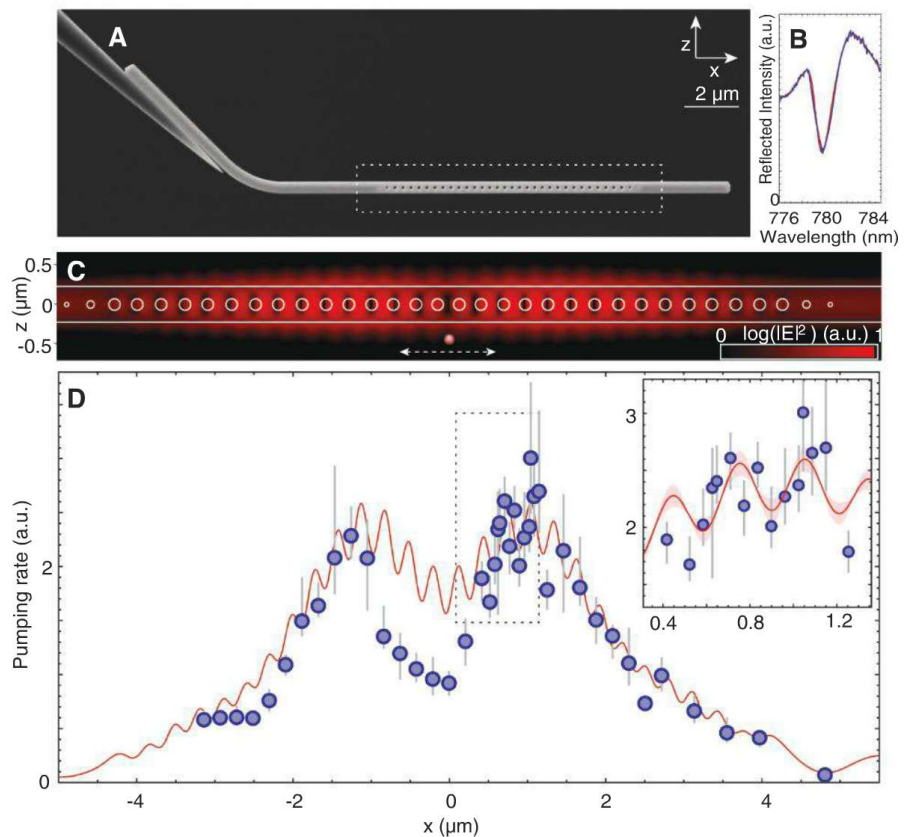 A
z
x
2 μm
B
Reflected Intensity (a.u.)
0
776 780 784
Wavelength (nm)
C
z (μm)
0.5
0
-0.5
0 log(|E|² ) (a.u.) 1
D
Pumping rate (a.u.)
2
0
-4 -2 0 2 4
x (μm)
3
2
0.4 0.8 1.2